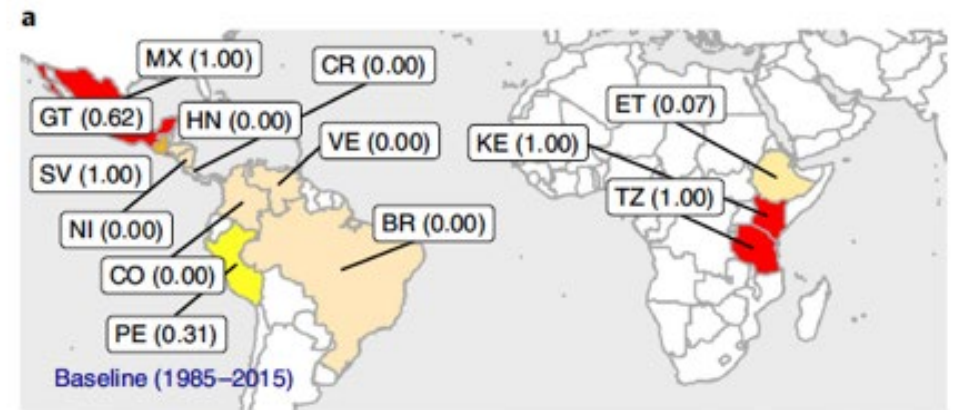 a
MX (1.00)
CR (0.00)
GT (0.62)
HN (0.00)
ET (0.07)
VE (0.00)
KE (1.00)
SV (1.00)
TZ (1.00)
NI (0.00)
BR (0.00)
CO (0.00)
PE (0.31)
Baseline (1985–2015)